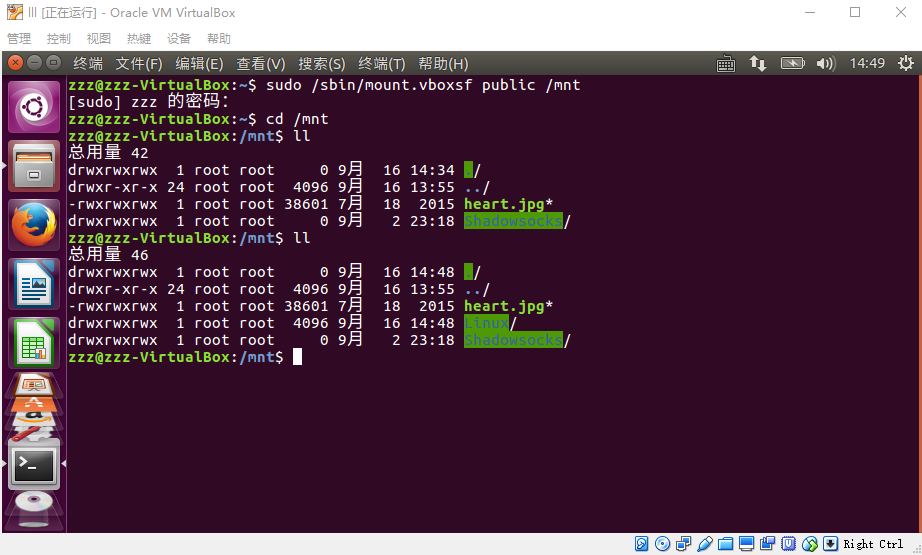 lll [正在运行] - Oracle VM VirtualBox
管理 控制 视图 热键 设备 帮助
终端 文件(F) 编辑(E) 查看(V) 搜索(S) 终端(T) 帮助(H) 14:49
zzz@zzz-VirtualBox:~$ sudo /sbin/mount.vboxsf public /mnt
[sudo] zzz 的密码：
zzz@zzz-VirtualBox:~$ cd /mnt
zzz@zzz-VirtualBox:/mnt$ ll
总用量 42
drwxrwxrwx  1 root root     0 9月  16 14:34 ./
drwxr-xr-x 24 root root  4096 9月  16 13:55 ../
-rwxrwxrwx  1 root root 38601 7月  18  2015 heart.jpg*
drwxrwxrwx  1 root root     0 9月   2 23:18 Shadowsocks/
zzz@zzz-VirtualBox:/mnt$ ll
总用量 46
drwxrwxrwx  1 root root     0 9月  16 14:48 ./
drwxr-xr-x 24 root root  4096 9月  16 13:55 ../
-rwxrwxrwx  1 root root 38601 7月  18  2015 heart.jpg*
drwxrwxrwx  1 root root  4096 9月  16 14:48 Linux/
drwxrwxrwx  1 root root     0 9月   2 23:18 Shadowsocks/
zzz@zzz-VirtualBox:/mnt$
Right Ctrl